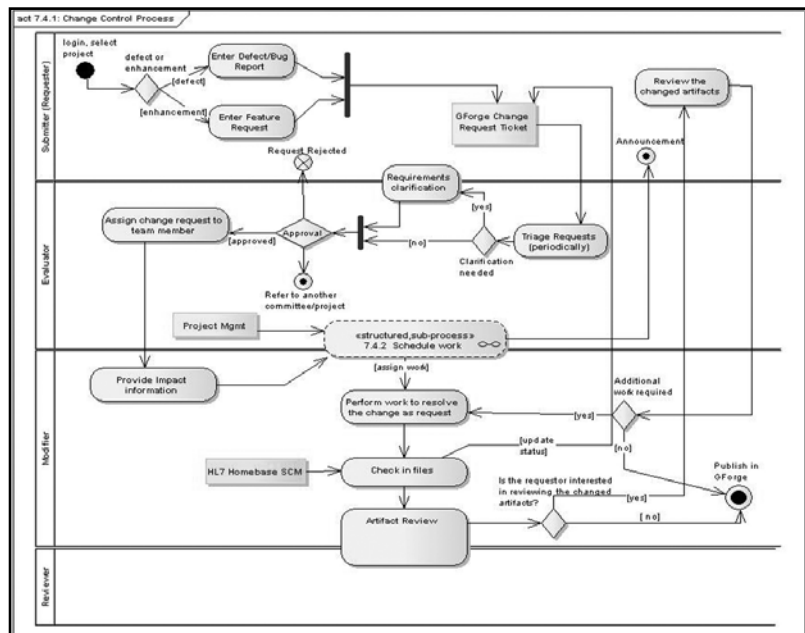 act 7.4.1: Change Control Process
Submitter (Requester)
login, select
project
defect or
enhancement
[defect]
[enhancement]
Enter Defect/Bug
Report
Enter Feature
Request
GForge Change
Request Ticket
Review the
changed artifacts
Announcement
Request Rejected
Evaluator
Requirements
clarification
Assign change request to
team member
[approved]
Approval
[yes]
[no]
Clarification
needed
Triage Requests
(periodically)
Refer to another
committee/project
Project Mgmt
«structured,sub-process»
7.4.2 Schedule work
Modifier
[assign work]
Provide Impact
information
Perform work to resolve
the change as request
Additional
work required
[yes]
[no]
[update
status]
HL7 Homebase SCM
Check in files
Is the requestor interested
in reviewing the changed
artifacts?
[yes]
[ no]
Publish in
GForge
Artifact Review
Reviewer